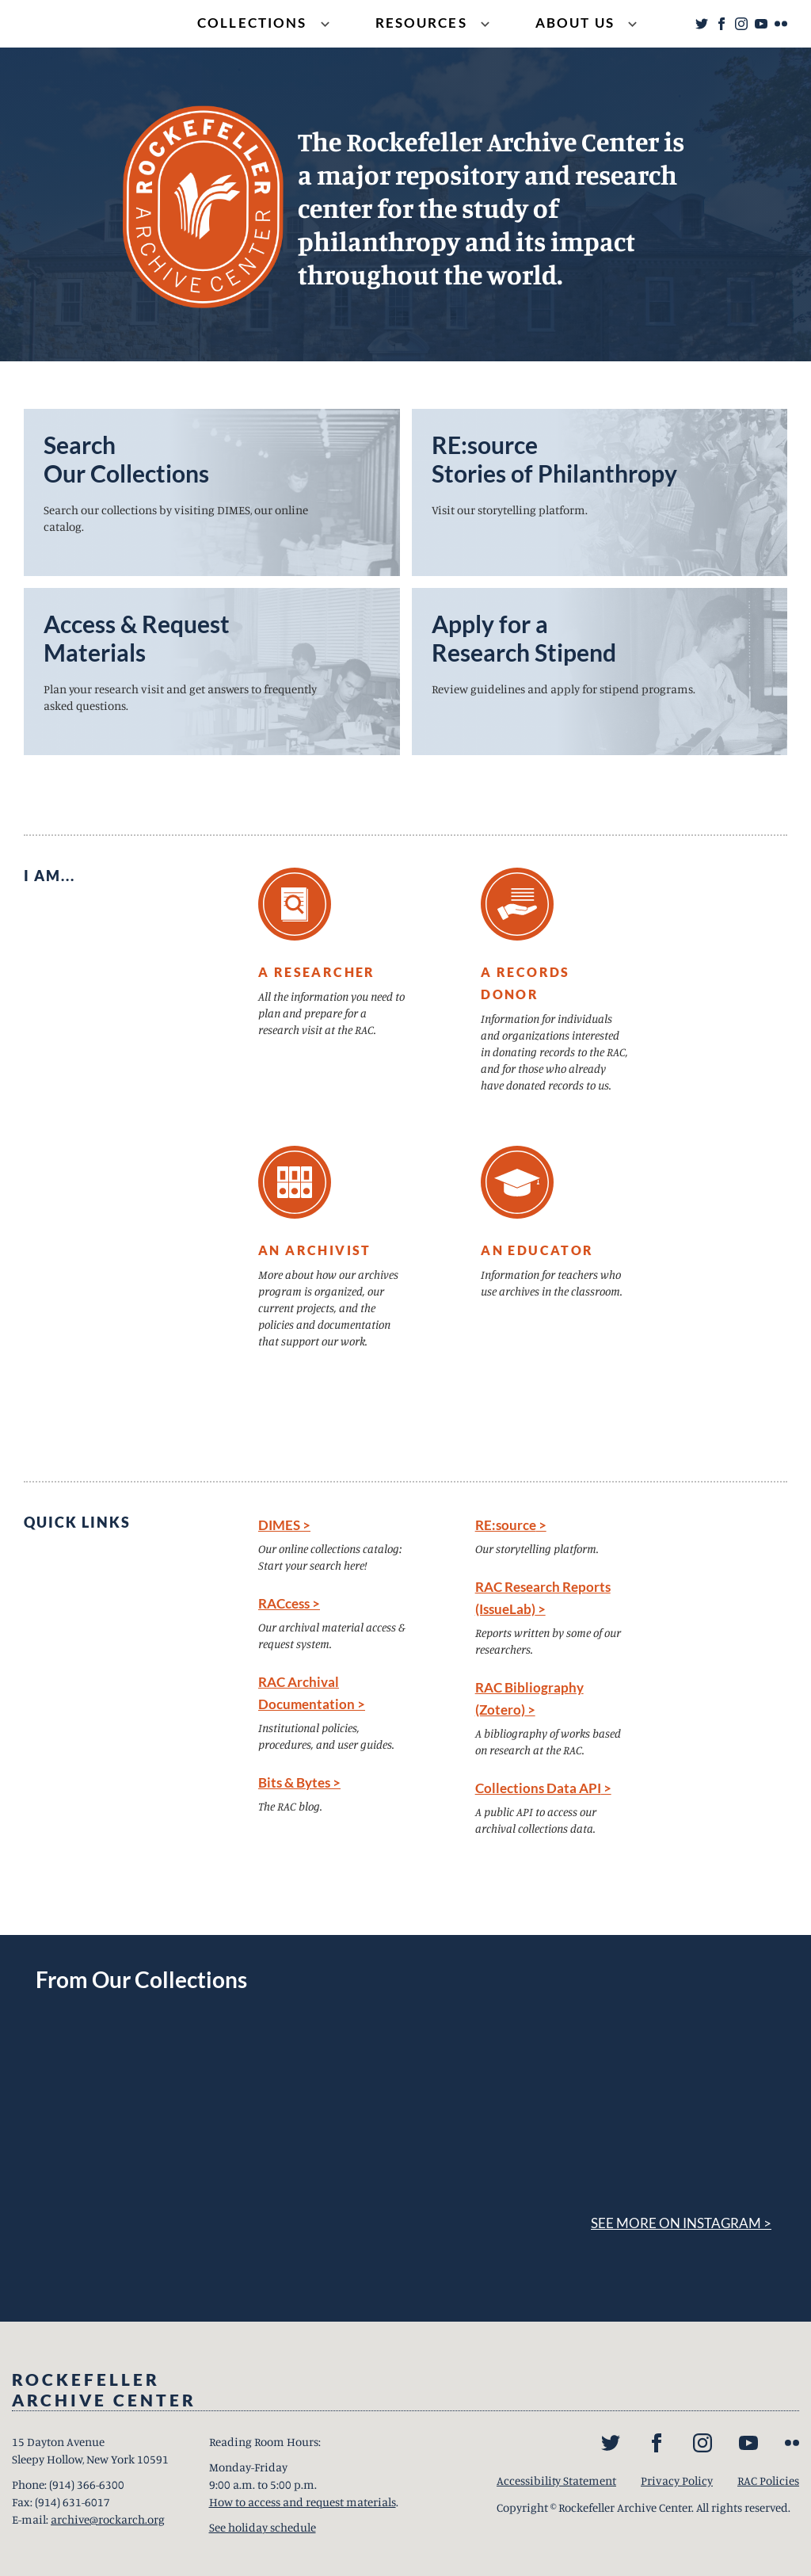 COLLECTIONS RESOURCES ABOUT US
ROCKEFELLER
ARCHIVE CENTER
The Rockefeller Archive Center is
a major repository and research
center for the study of
philanthropy and its impact
throughout the world.
Search
Our Collections
Search our collections by visiting DIMES, our online
catalog.
RE:source
Stories of Philanthropy
Visit our storytelling platform.
Access & Request
Materials
Plan your research visit and get answers to frequently
asked questions.
Apply for a
Research Stipend
Review guidelines and apply for stipend programs.
I AM...
A RESEARCHER
All the information you need to
plan and prepare for a
research visit at the RAC.
A RECORDS
DONOR
Information for individuals
and organizations interested
in donating records to the RAC,
and for those who already
have donated records to us.
AN ARCHIVIST
More about how our archives
program is organized, our
current projects, and the
policies and documentation
that support our work.
AN EDUCATOR
Information for teachers who
use archives in the classroom.
QUICK LINKS
DIMES >
Our online collections catalog:
Start your search here!
RACcess >
Our archival material access &
request system.
RAC Archival
Documentation >
Institutional policies,
procedures, and user guides.
Bits & Bytes >
The RAC blog.
RE:source >
Our storytelling platform.
RAC Research Reports
(IssueLab) >
Reports written by some of our
researchers.
RAC Bibliography
(Zotero) >
A bibliography of works based
on research at the RAC.
Collections Data API >
A public API to access our
archival collections data.
From Our Collections
SEE MORE ON INSTAGRAM >
ROCKEFELLER
ARCHIVE CENTER
15 Dayton Avenue
Sleepy Hollow, New York 10591
Phone: (914) 366-6300
Fax: (914) 631-6017
E-mail: archive@rockarch.org
Reading Room Hours:
Monday-Friday
9:00 a.m. to 5:00 p.m.
How to access and request materials.
See holiday schedule
Accessibility Statement Privacy Policy RAC Policies
Copyright © Rockefeller Archive Center. All rights reserved.